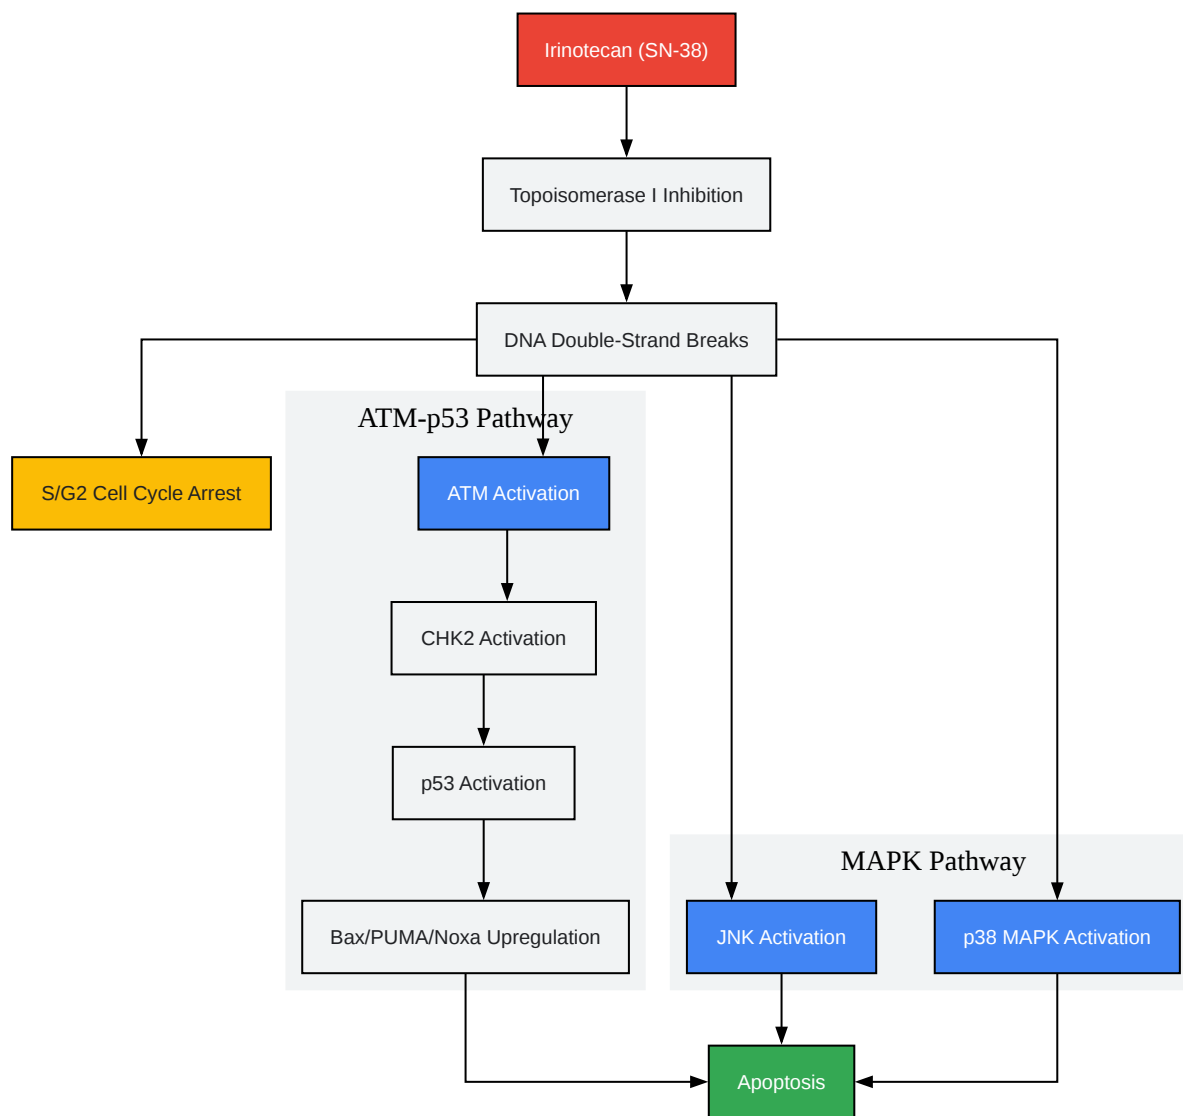 Irinotecan (SN-38)
Topoisomerase I Inhibition
DNA Double-Strand Breaks
ATM-p53 Pathway
S/G2 Cell Cycle Arrest
ATM Activation
CHK2 Activation
p53 Activation
Bax/PUMA/Noxa Upregulation
MAPK Pathway
JNK Activation
p38 MAPK Activation
Apoptosis